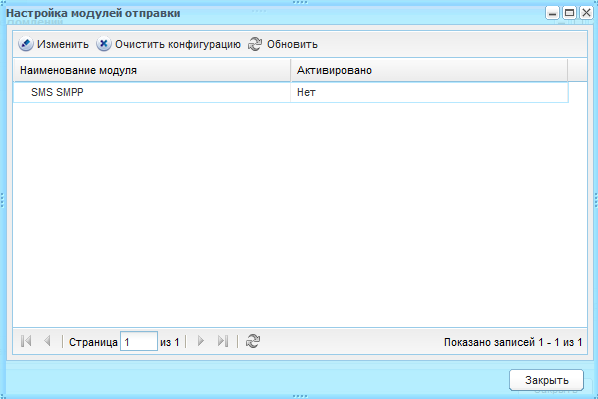 Настройка модулей отправки
Изменить Очистить конфигурацию Обновить
Наименование модуля Активировано
SMS SMPP Нет
Страница 1 из 1 Показано записей 1 - 1 из 1
Закрыть